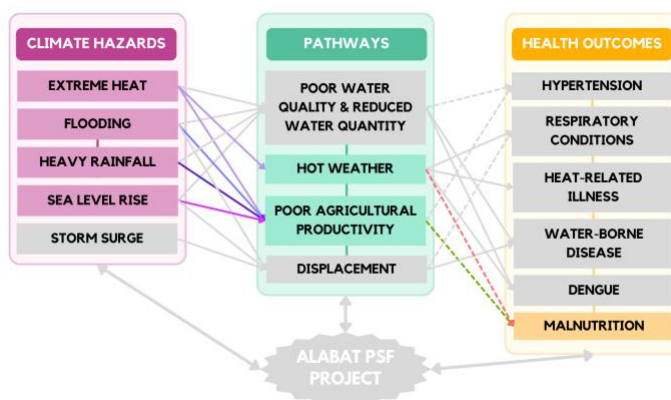 CLIMATE HAZARDS
EXTREME HEAT
FLOODING
HEAVY RAINFALL
SEA LEVEL RISE
STORM SURGE
PATHWAYS
POOR WATER
QUALITY & REDUCED
WATER QUANTITY
HOT WEATHER
POOR AGRICULTURAL
PRODUCTIVITY
DISPLACEMENT
HEALTH OUTCOMES
HYPERTENSION
RESPIRATORY
CONDITIONS
HEAT-RELATED
ILLNESS
WATER-BORNE
DISEASE
DENGUE
MALNUTRITION
ALABAT PSF
PROJECT